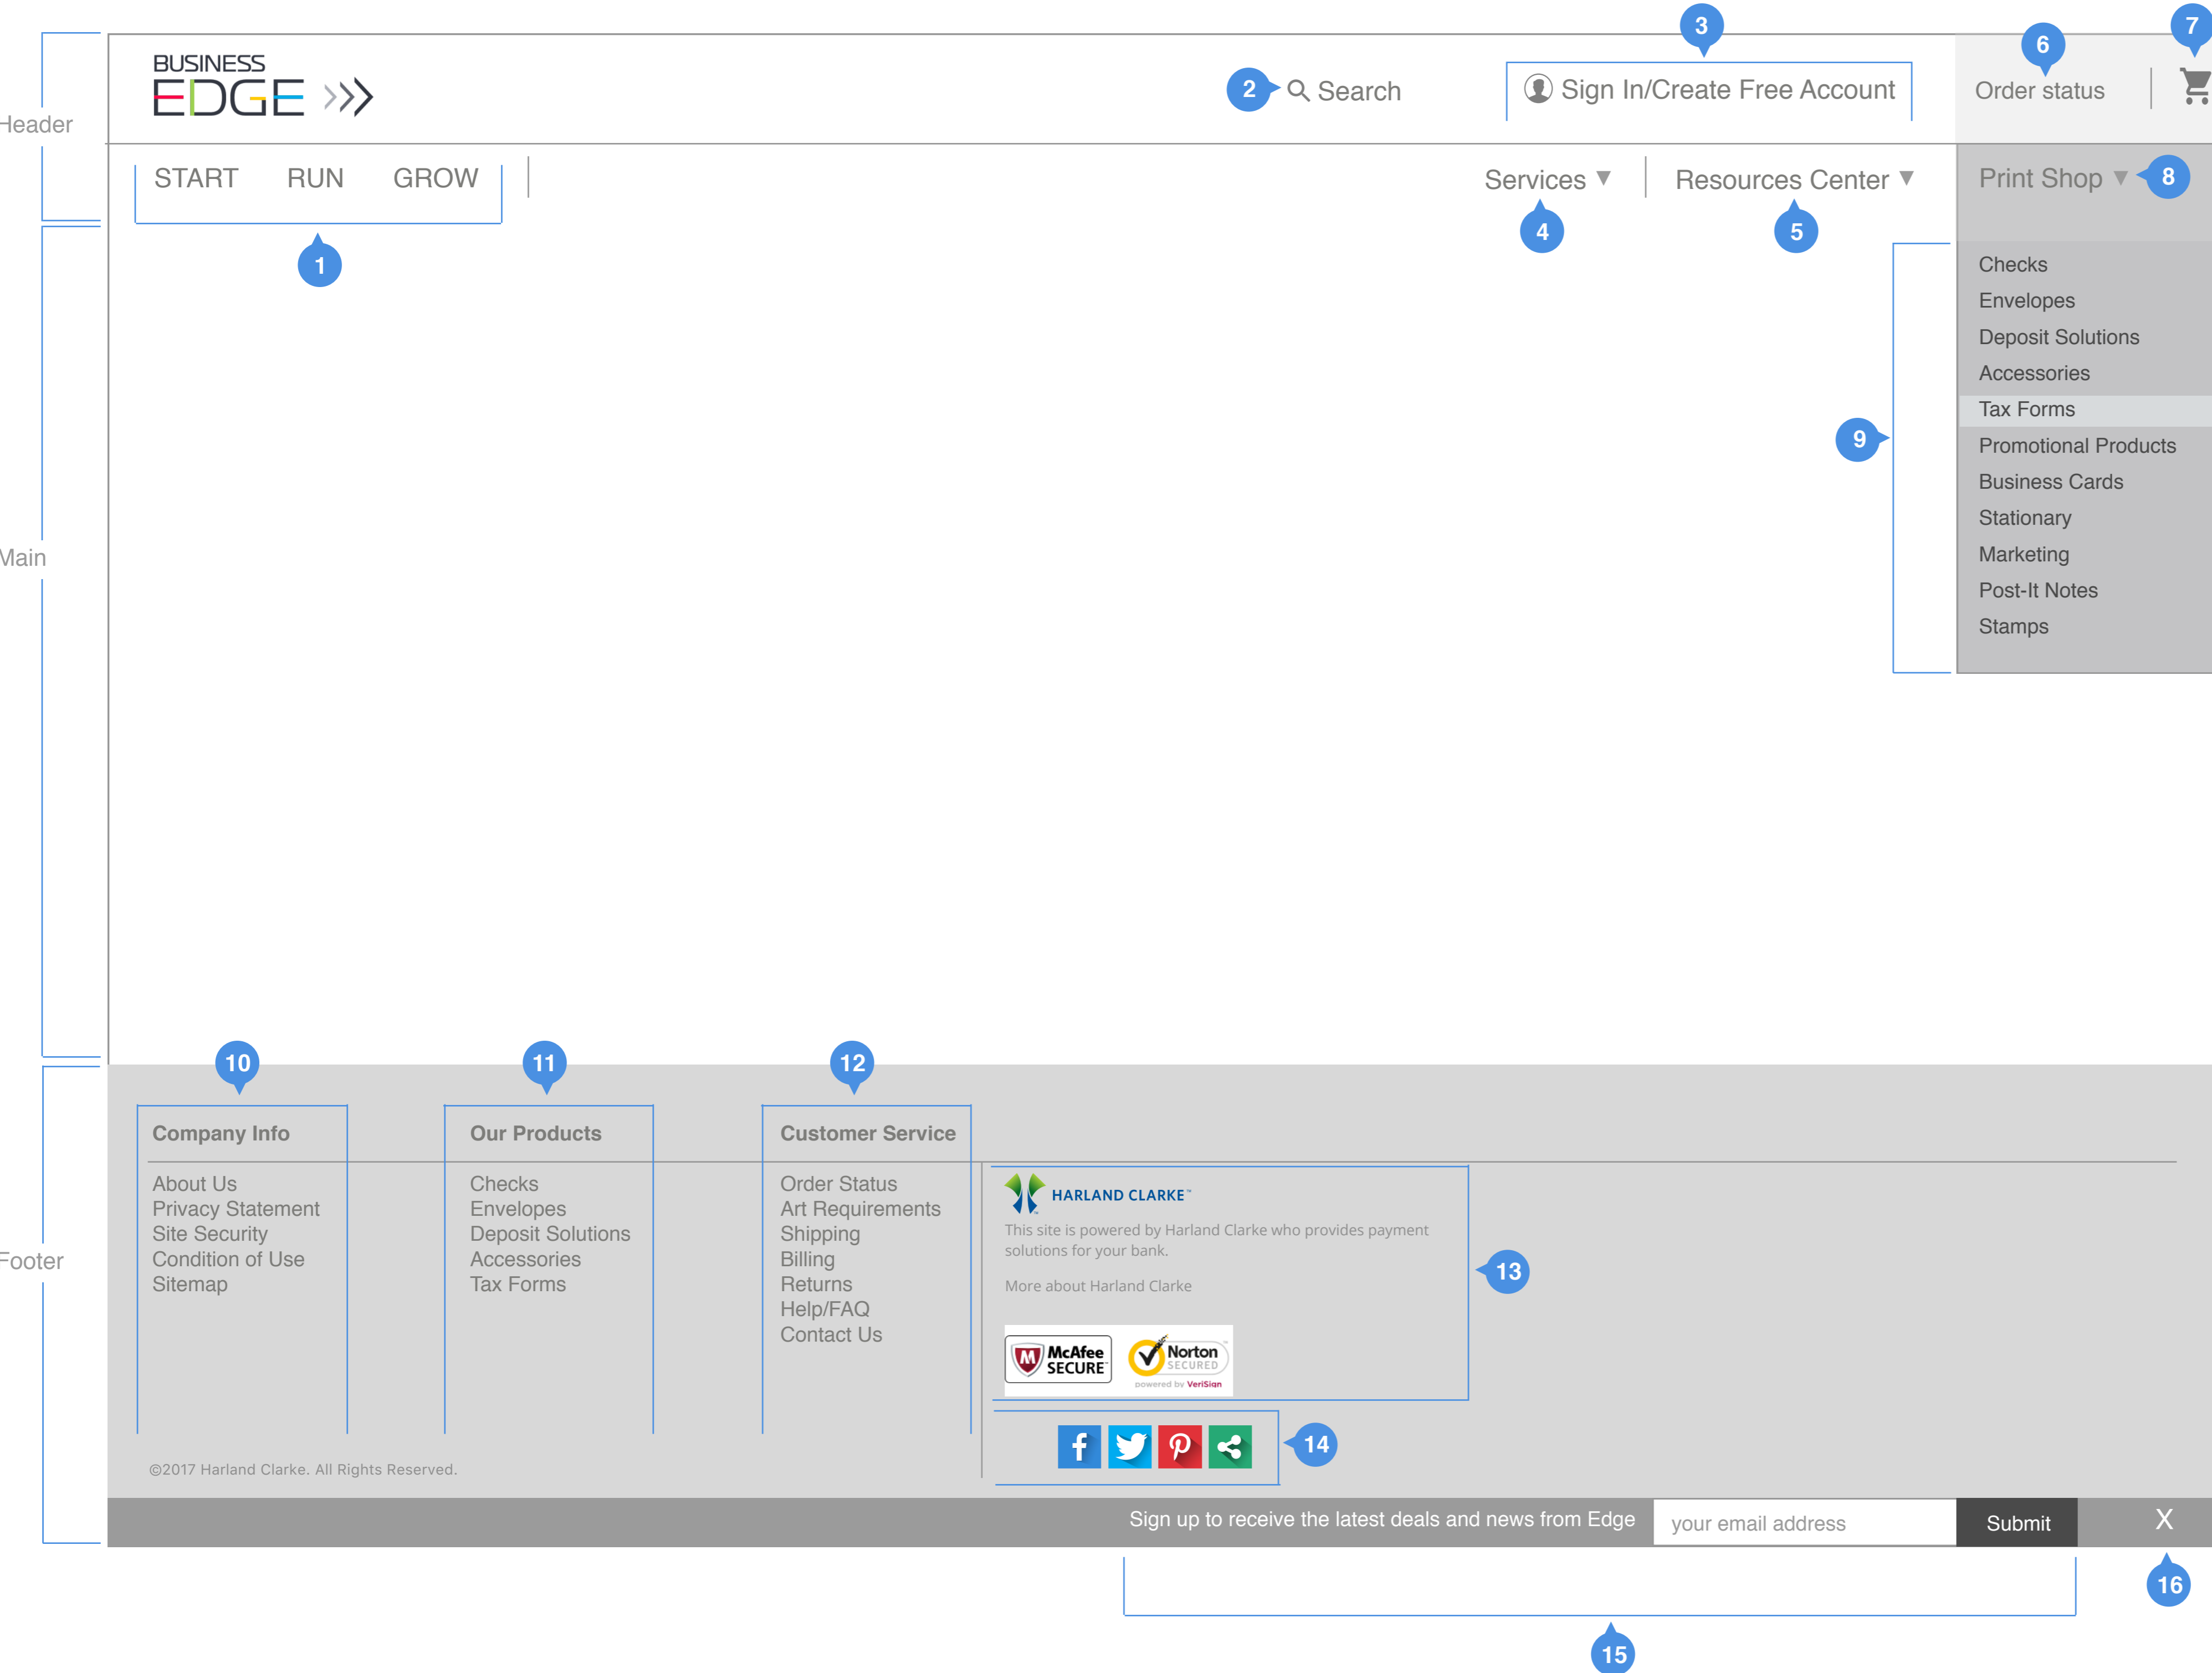 3
7
6
BUSINESS
EDGE
2 Search
Sign In/Create Free Account
Order status
Header
START RUN GROW
Services ▼
Resources Center ▼
Print Shop ▼ 8
1
4
5
Checks
Envelopes
Deposit Solutions
Accessories
Tax Forms
9
Promotional Products
Business Cards
Stationary
Marketing
Post-It Notes
Stamps
Main
10
11
12
Company Info
Our Products
Customer Service
About Us
Privacy Statement
Site Security
Condition of Use
Sitemap
Checks
Envelopes
Deposit Solutions
Accessories
Tax Forms
Order Status
Art Requirements
Shipping
Billing
Returns
Help/FAQ
Contact Us
HARLAND CLARKE™
This site is powered by Harland Clarke who provides payment
solutions for your bank.
More about Harland Clarke
13
Footer
McAfee
SECURE
Norton
SECURED
powered by VeriSign
14
©2017 Harland Clarke. All Rights Reserved.
Sign up to receive the latest deals and news from Edge
your email address
Submit
X
16
15